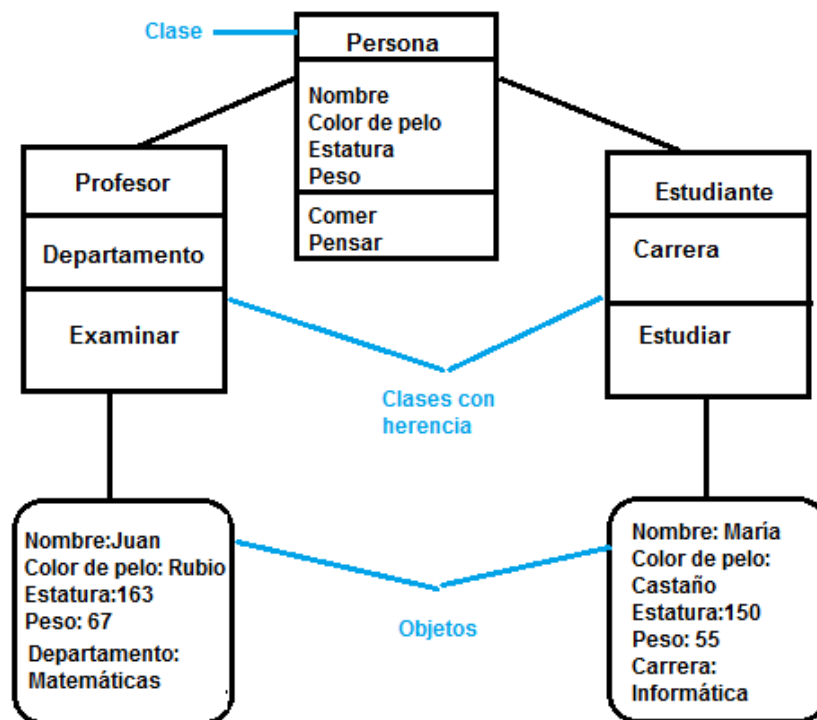 Clase
Persona
Nombre
Color de pelo
Estatura
Peso
Comer
Pensar
Profesor
Departamento
Examinar
Estudiante
Carrera
Estudiar
Clases con
herencia
Nombre:Juan
Color de pelo: Rubio
Estatura:163
Peso: 67
Departamento:
Matemáticas
Objetos
Nombre: María
Color de pelo:
Castaño
Estatura:150
Peso: 55
Carrera:
Informática